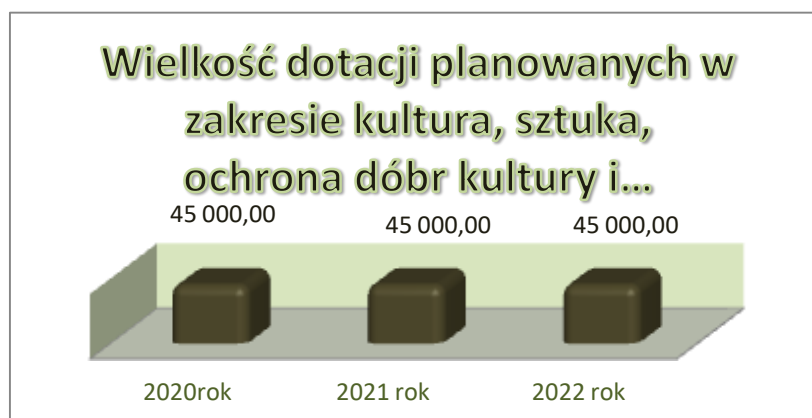 Wielkość dotacji planowanych w
zakresie kultura, sztuka,
ochrona dóbr kultury i...
45 000,00
45 000,00
45 000,00
2020rok
2021 rok
2022 rok